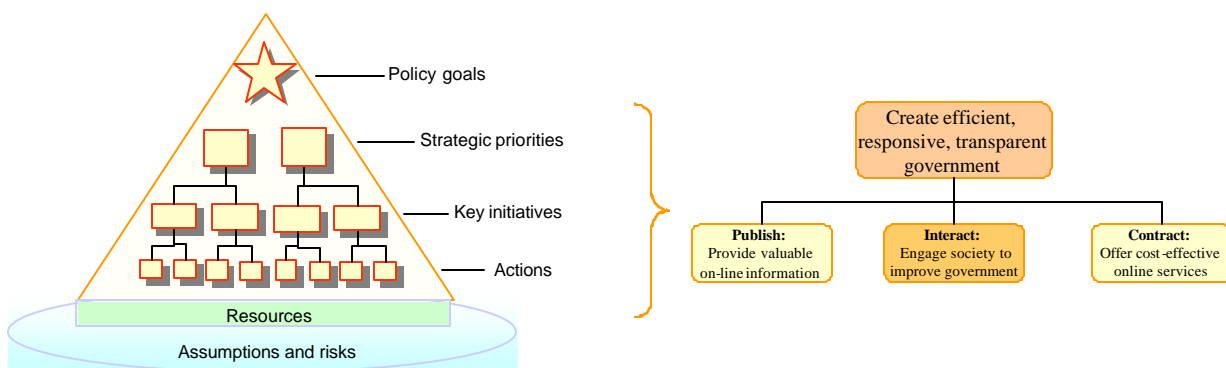 Policy goals
Strategic priorities
Key initiatives
Actions
Resources
Assumptions and risks
Create efficient,
responsive, transparent
government
Publish:
Provide valuable
on-line information
Interact:
Engage society to
improve government
Contract:
Offer cost-effective
online services